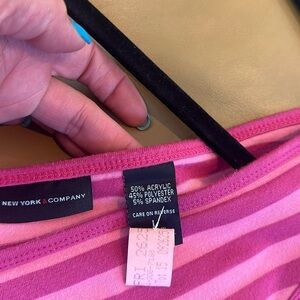 NEW YORK & COMPANY
50% ACRYLIC
45% POLYESTER
5% SPANDEX
CARE ON REVERSE